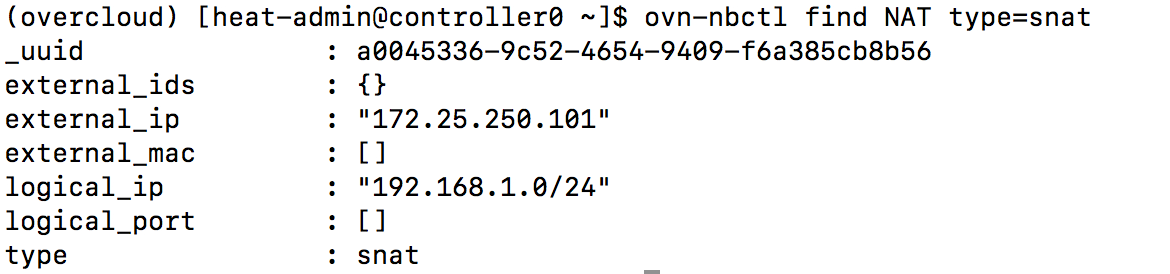 (overcloud) [heat-admin@controller0 ~]$ ovn-nbctl find NAT type=snat
_uuid               : a0045336-9c52-4654-9409-f6a385cb8b56
external_ids        : {}
external_ip         : "172.25.250.101"
external_mac        : []
logical_ip          : "192.168.1.0/24"
logical_port        : []
type                : snat